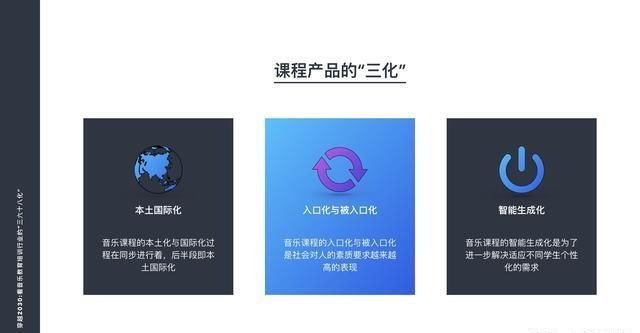 课程产品的“三化”
本土国际化
音乐课程的本土化与国际化过
程在同步进行着，后半段即本
土国际化
入口化与被入口化
音乐课程的入口化与被入口化
是社会对人的素质要求越来越
高的表现
智能生成化
音乐课程的智能生成化是为了
进一步解决适应不同学生个性
化的需求
穿越2030:看音乐教育培训行业的“三六十八化”